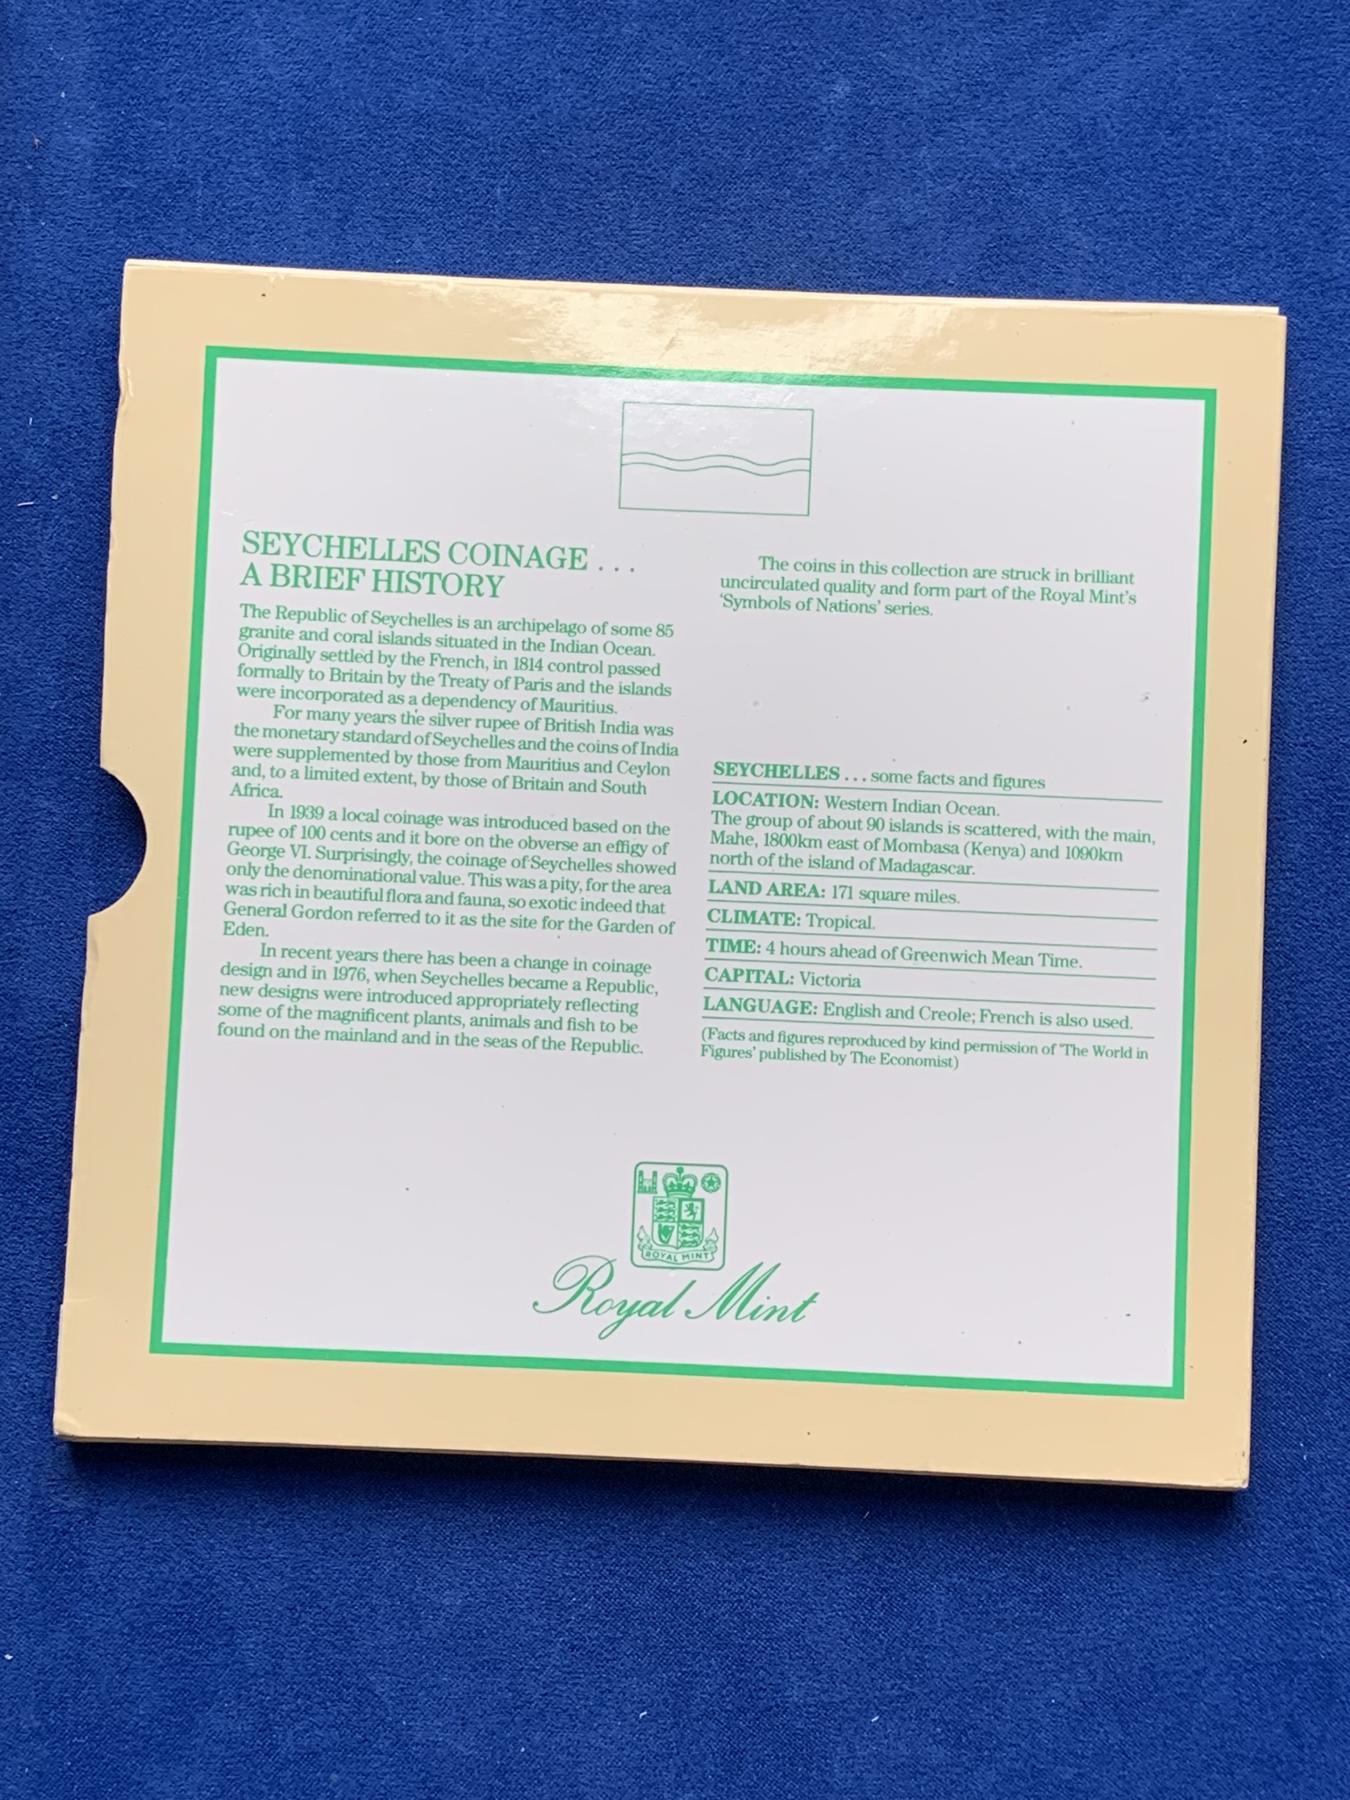 SEYCHELLES COINAGE . . .
A BRIEF HISTORY
The Republic of Seychelles is an archipelago of some 85
granite and coral islands situated in the Indian Ocean.
Originally settled by the French, in 1814 control passed
formally to Britain by the Treaty of Paris and the islands
were incorporated as a dependency of Mauritius.
For many years the silver rupee of British India was
the monetary standard of Seychelles and the coins of India
were supplemented by those from Mauritius and Ceylon
and, to a limited extent, by those of Britain and South
Africa.
In 1939 a local coinage was introduced based on the
rupee of 100 cents and it bore on the obverse an effigy of
George VI. Surprisingly, the coinage of Seychelles showed
only the denominational value. This was a pity, for the area
was rich in beautiful flora and fauna, so exotic indeed that
General Gordon referred to it as the site for the Garden of
Eden.
In recent years there has been a change in coinage
design and in 1976, when Seychelles became a Republic,
new designs were introduced appropriately reflecting
some of the magnificent plants, animals and fish to be
found on the mainland and in the seas of the Republic.
The coins in this collection are struck in brilliant
uncirculated quality and form part of the Royal Mint's
'Symbols of Nations' series.
SEYCHELLES . . . some facts and figures
LOCATION: Western Indian Ocean.
The group of about 90 islands is scattered, with the main,
Mahe, 1800km east of Mombasa (Kenya) and 1090km
north of the island of Madagascar.
LAND AREA: 171 square miles.
CLIMATE: Tropical.
TIME: 4 hours ahead of Greenwich Mean Time.
CAPITAL: Victoria
LANGUAGE: English and Creole; French is also used.
(Facts and figures reproduced by kind permission of 'The World in
Figures' published by The Economist)
ROYAL MINT
Royal Mint